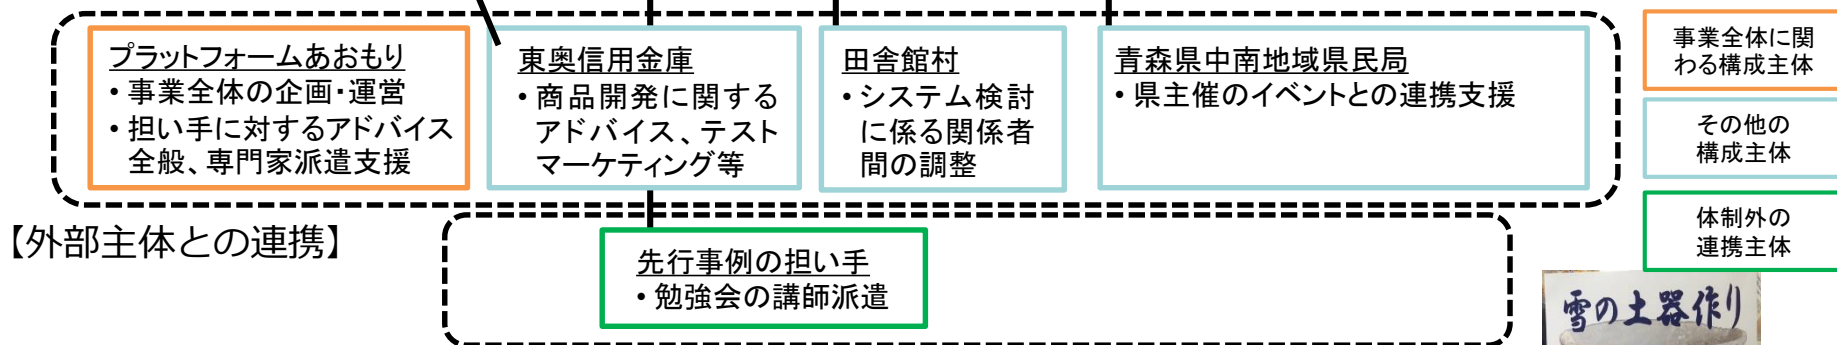 プラットフォームあおもり
・事業全体の企画・運営
・担い手に対するアドバイス
全般、専門家派遣支援
東奥信用金庫
・商品開発に関する
アドバイス、テスト
マーケティング等
田舎館村
・システム検討
に係る関係者
間の調整
青森県中南地域県民局
・県主催のイベントとの連携支援
事業全体に関
わる構成主体
その他の
構成主体
体制外の
連携主体
【外部主体との連携】
先行事例の担い手
・勉強会の講師派遣
雪の土器作り